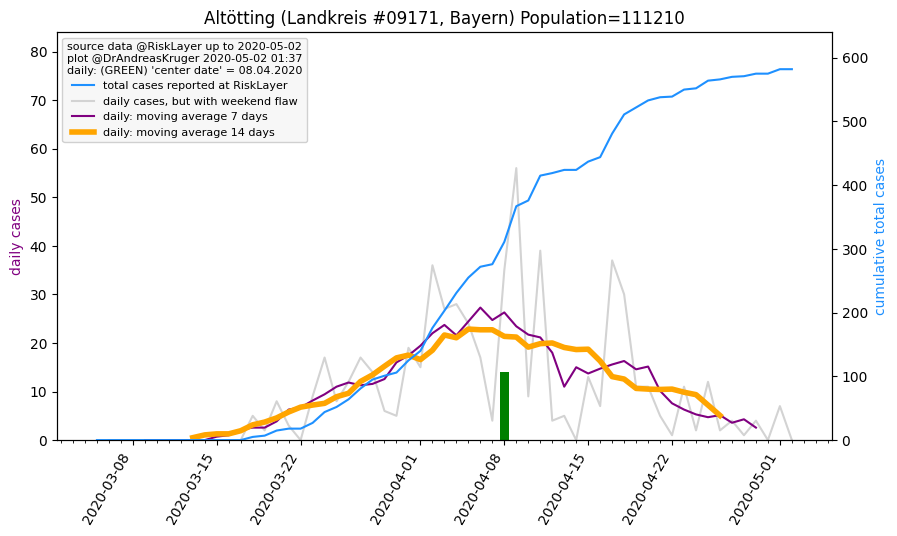 Altötting (Landkreis #09171, Bayern) Population=111210
source data @RiskLayer up to 2020-05-02
plot @DrAndreasKruger 2020-05-02 01:37
daily: (GREEN) 'center date' = 08.04.2020
total cases reported at RiskLayer
daily cases, but with weekend flaw
daily: moving average 7 days
daily: moving average 14 days
daily cases
80
70
60
50
40
30
20
10
0
600
500
400
300
200
100
0
cumulative total cases
2020-03-08
2020-03-15
2020-03-22
2020-04-01
2020-04-08
2020-04-15
2020-04-22
2020-05-01